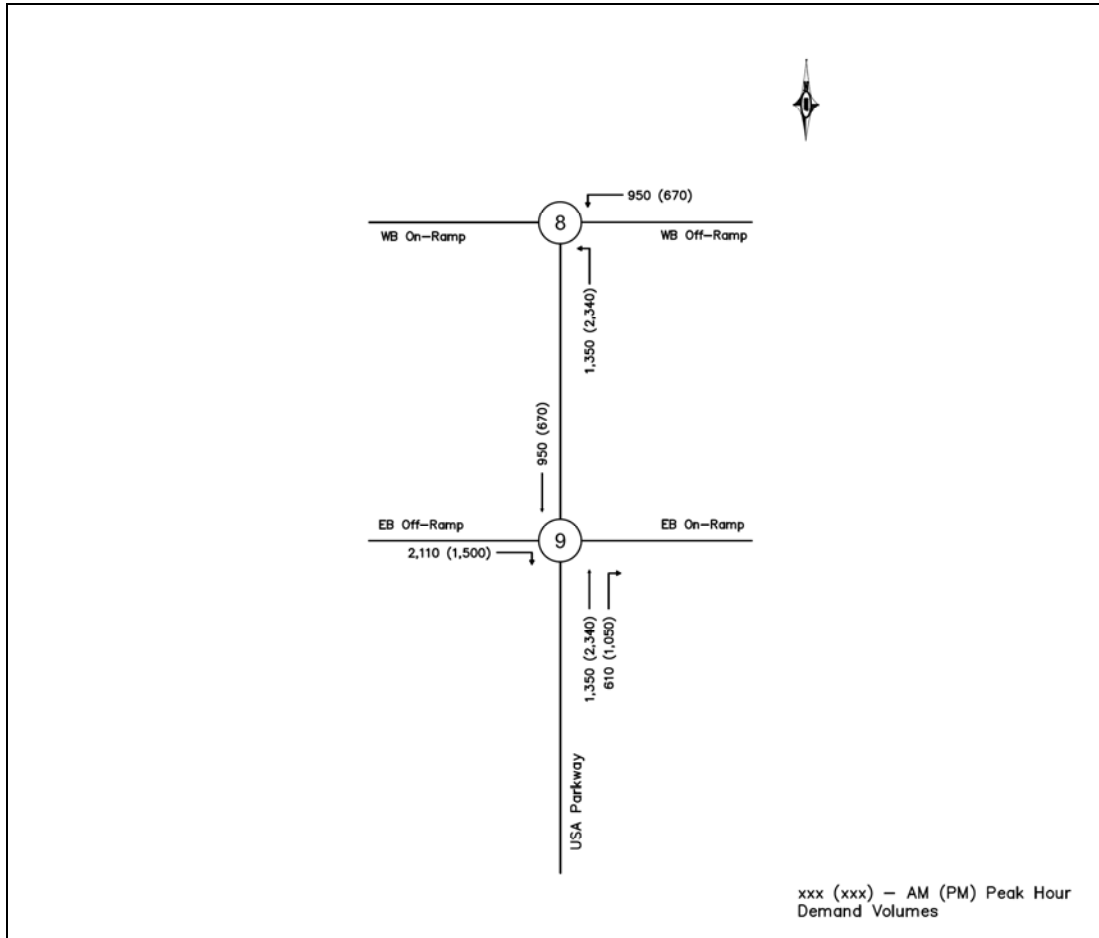 950 (670)
8
WB On-Ramp
WB Off-Ramp
1,350 (2,340)
950 (670)
EB Off-Ramp
EB On-Ramp
9
2,110 (1,500)
1,350 (2,340)
610 (1,050)
USA Parkway
xxx (xxx) – AM (PM) Peak Hour
Demand Volumes